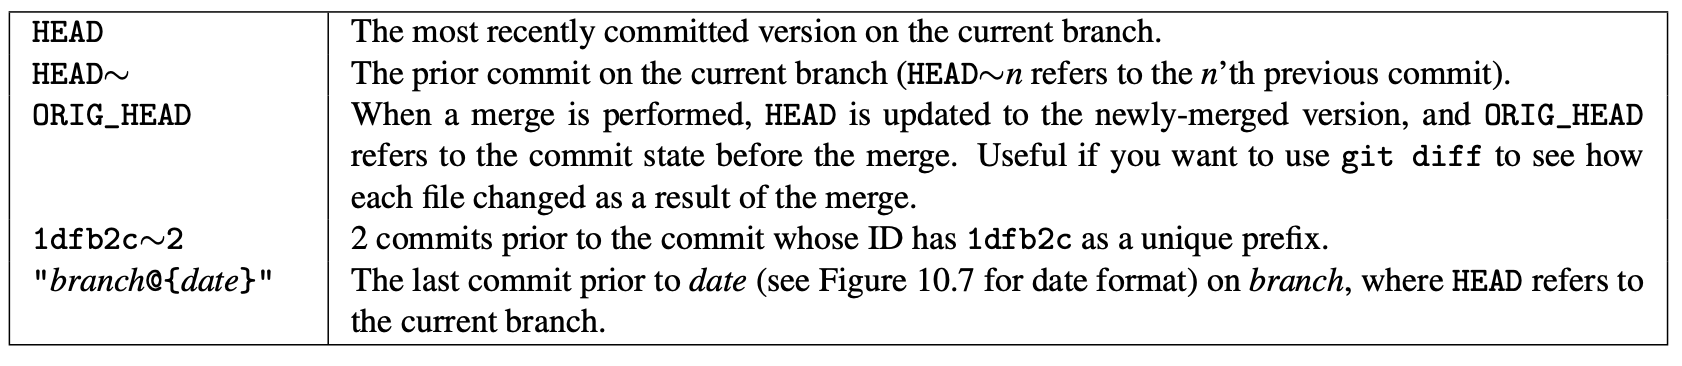 HEAD The most recently committed version on the current branch.
HEAD∼ The prior commit on the current branch (HEAD∼n refers to the n’th previous commit).
ORIG_HEAD When a merge is performed, HEAD is updated to the newly-merged version, and ORIG_HEAD
refers to the commit state before the merge. Useful if you want to use git diff to see how
each file changed as a result of the merge.
1dfb2c∼2 2 commits prior to the commit whose ID has 1dfb2c as a unique prefix.
"branch@{date}" The last commit prior to date (see Figure 10.7 for date format) on branch, where HEAD refers to
the current branch.